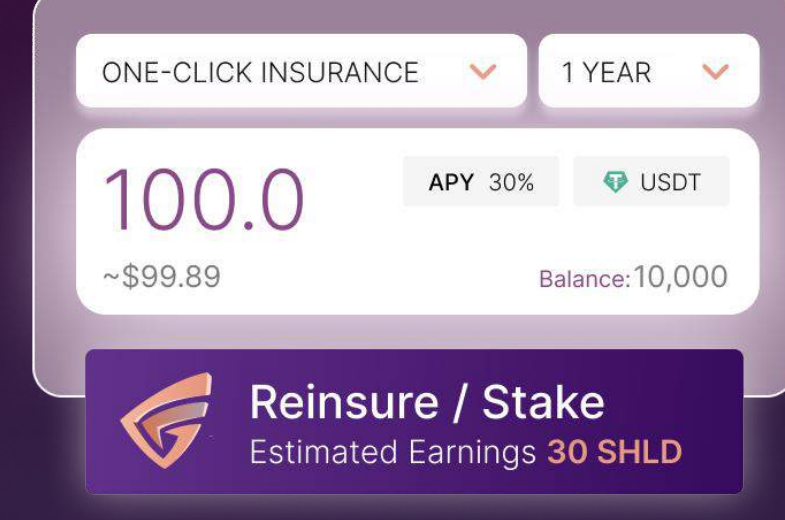 ONE-CLICK INSURANCE
1 YEAR
100.0
APY 30%
USDT
~$99.89
Balance:10,000
Reinsure / Stake
Estimated Earnings 30 SHLD